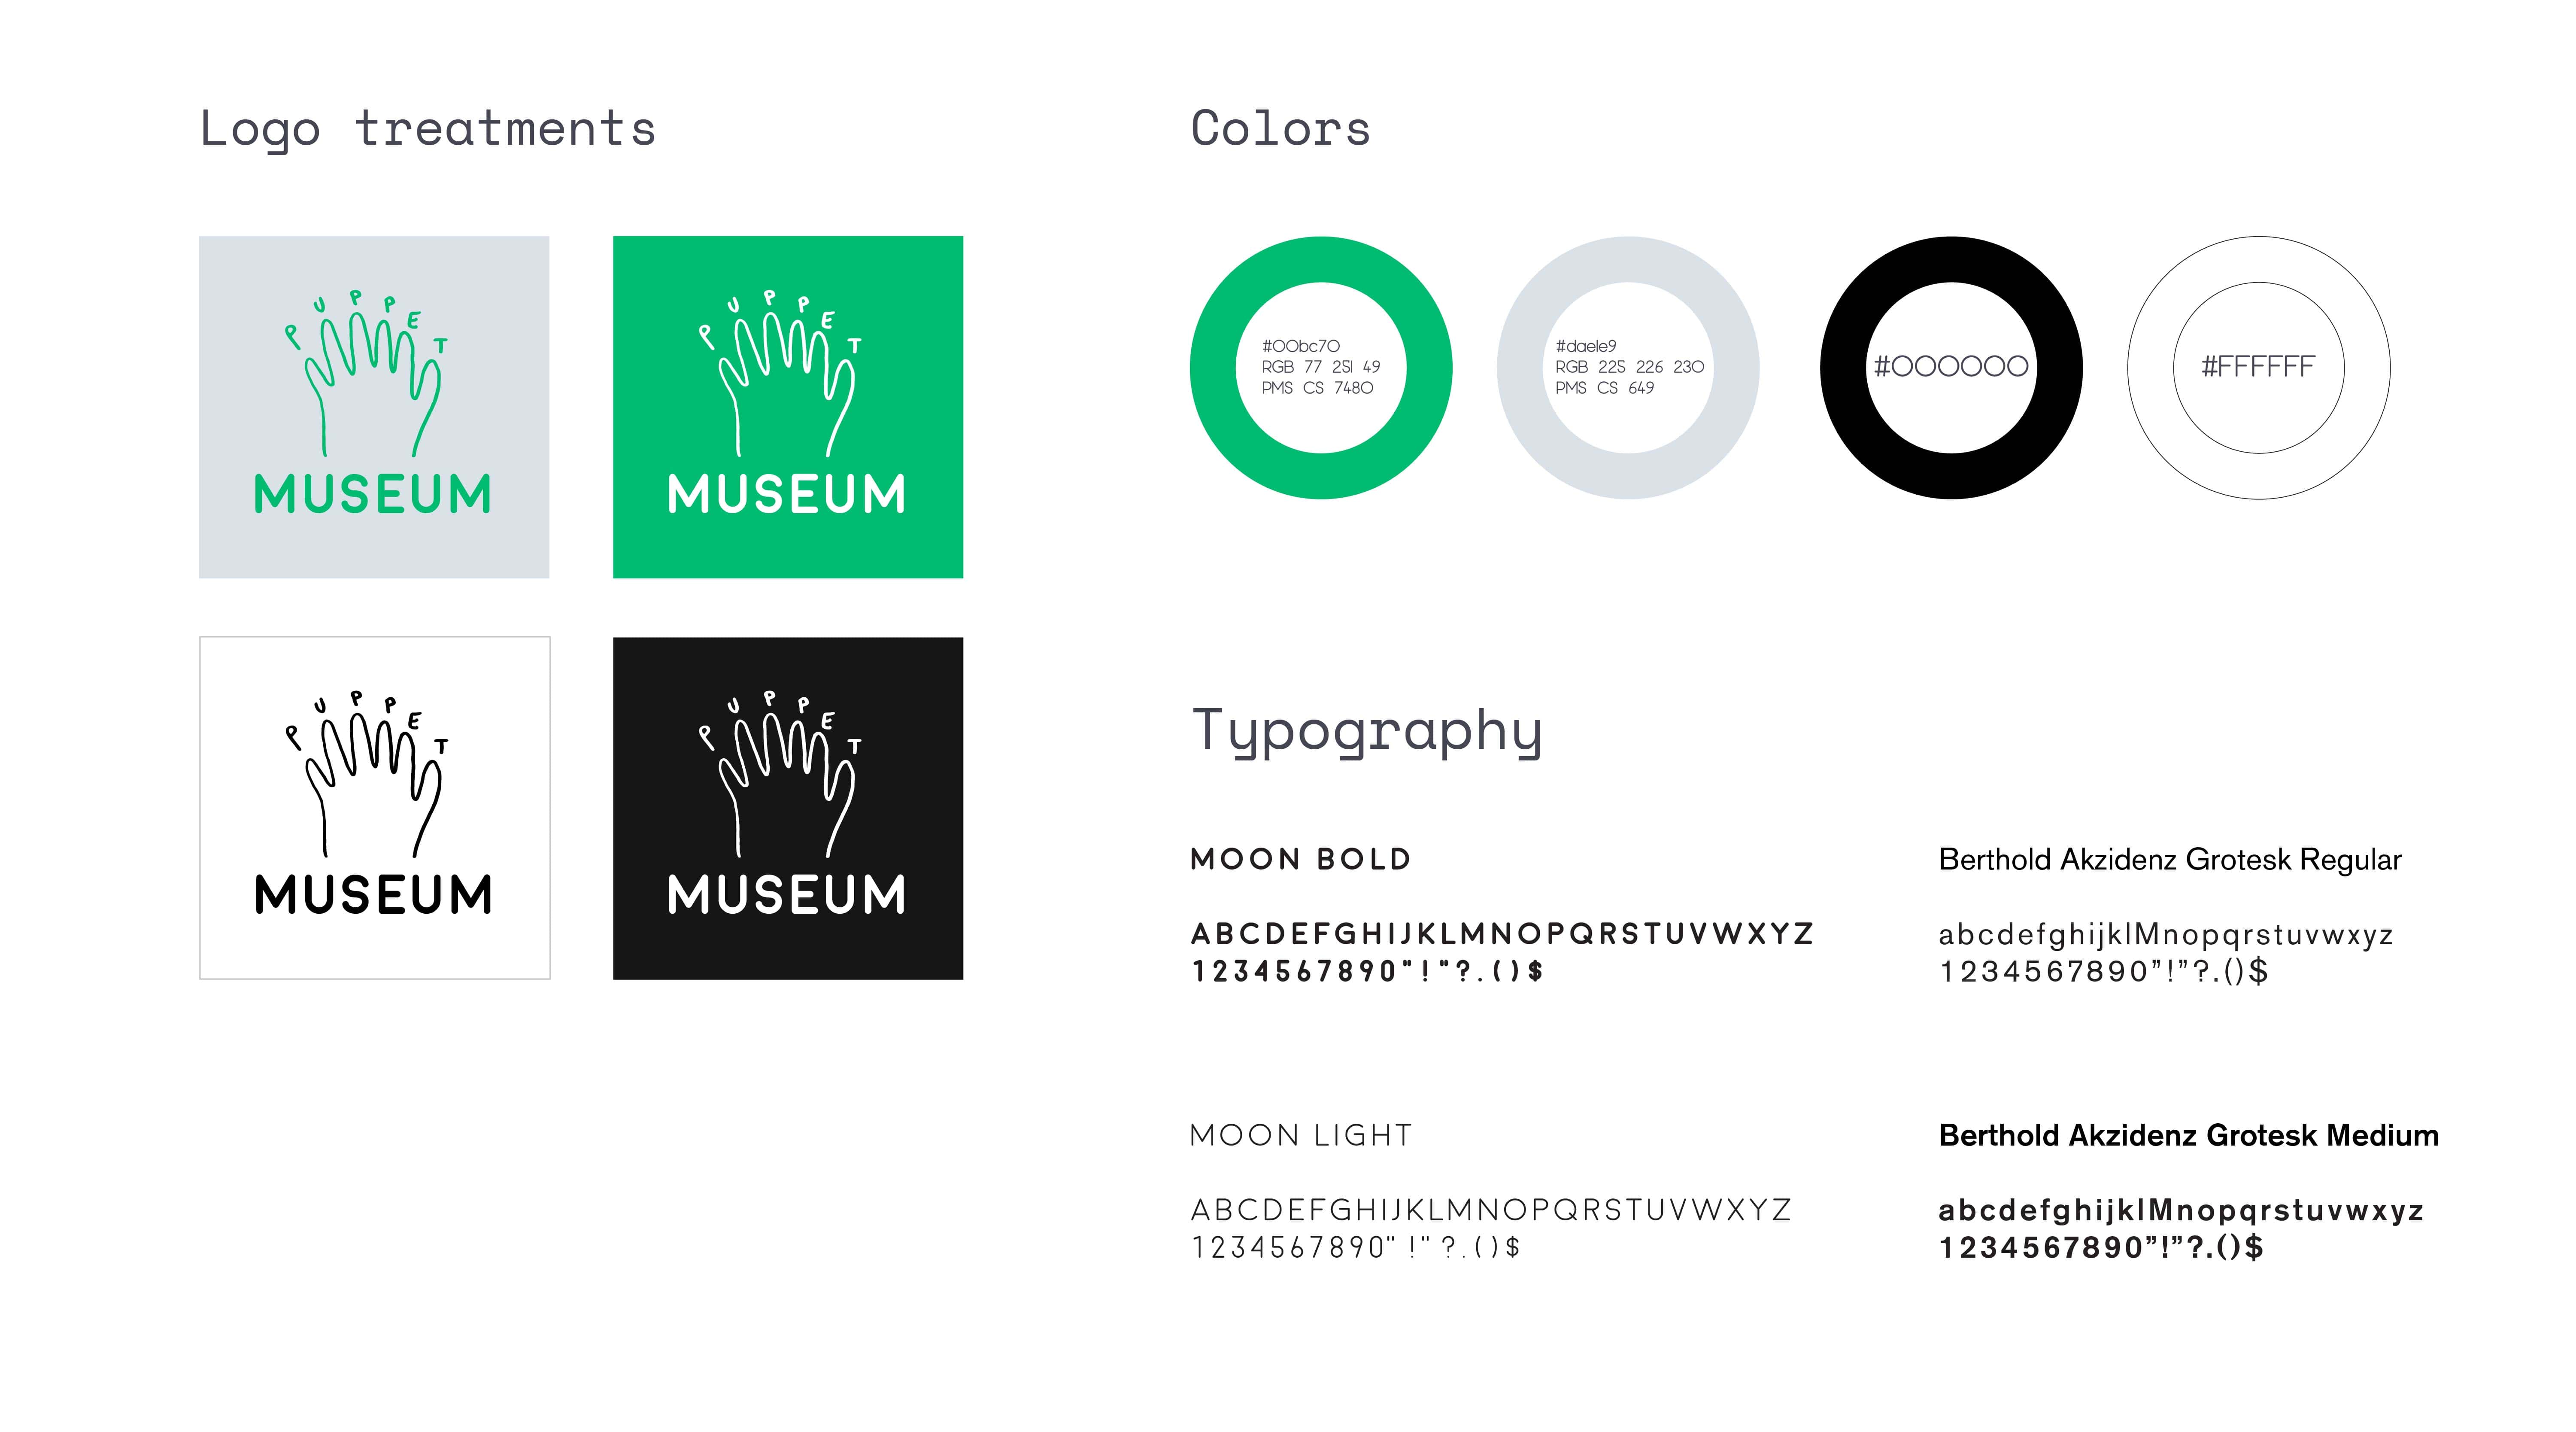 Logo treatments
PUPPET
MUSEUM
PUPPET
MUSEUM
PUPPET
MUSEUM
PUPPET
MUSEUM
Colors
#00bc70
RGB 77 251 49
PMS CS 7480
#dae1e9
RGB 225 226 230
PMS CS 649
#000000
#FFFFFF
Typography
MOON BOLD
ABCDEFGHIJKLMNOPQRSTUVWXYZ
1234567890"!"?.()$
Berthold Akzidenz Grotesk Regular
abcdefghijklMnopqrstuvwxyz
1234567890”!”?.()$
MOON LIGHT
ABCDEFGHIJKLMNOPQRSTUVWXYZ
1234567890"!"?.()$
Berthold Akzidenz Grotesk Medium
abcdefghijklMnopqrstuvwxyz
1234567890”!”?.()$